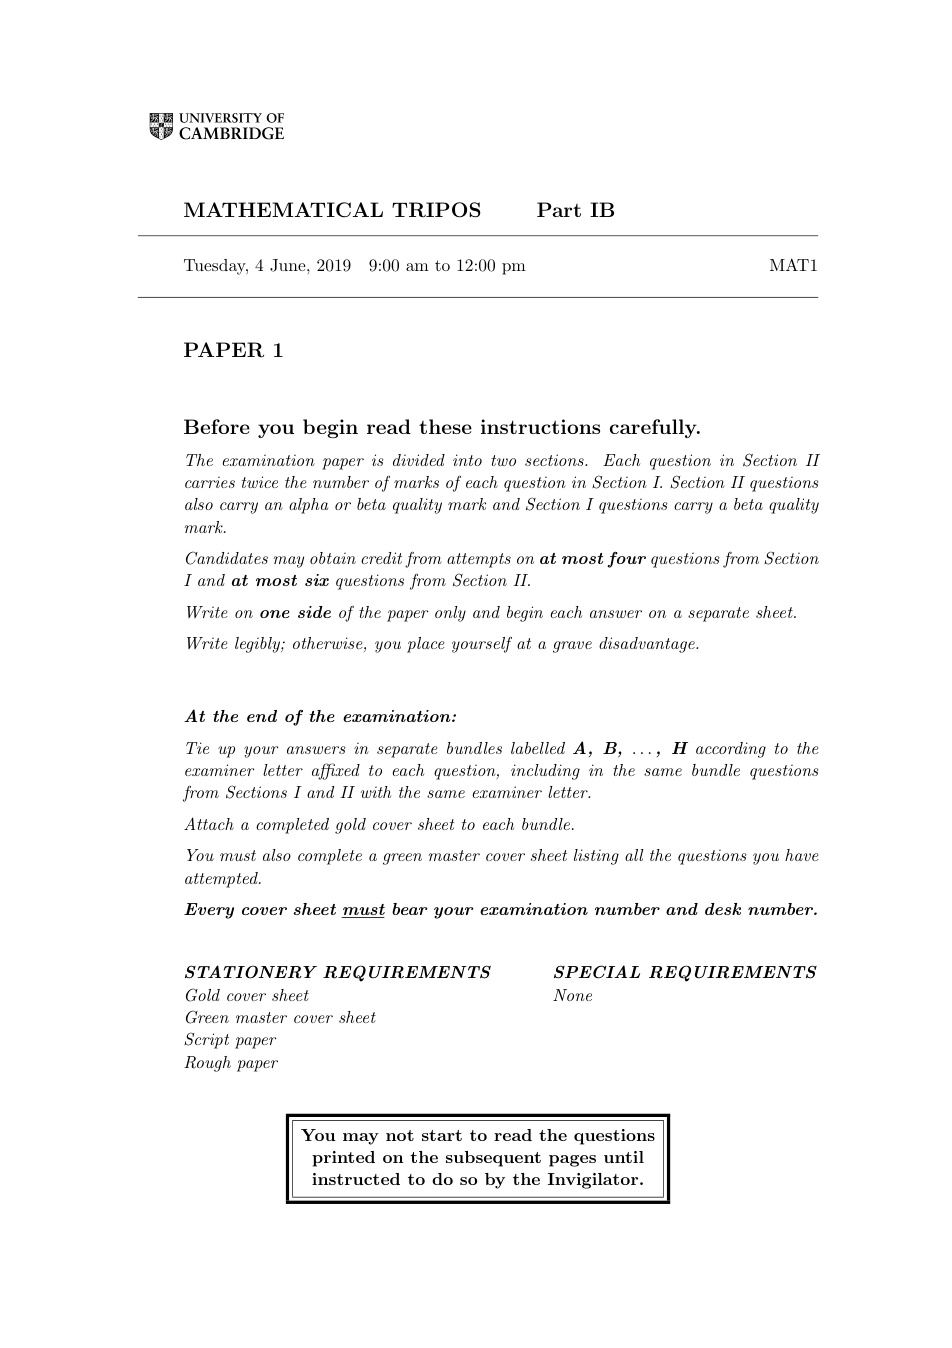 UNIVERSITY OF
CAMBRIDGE
MATHEMATICAL TRIPOS Part IB
Tuesday, 4 June, 2019 9:00 am to 12:00 pm MAT1
PAPER 1
Before you begin read these instructions carefully.
The examination paper is divided into two sections. Each question in Section II
carries twice the number of marks of each question in Section I. Section II questions
also carry an alpha or beta quality mark and Section I questions carry a beta quality
mark.
Candidates may obtain credit from attempts on at most four questions from Section
I and at most six questions from Section II.
Write on one side of the paper only and begin each answer on a separate sheet.
Write legibly; otherwise, you place yourself at a grave disadvantage.
At the end of the examination:
Tie up your answers in separate bundles labelled A, B, ..., H according to the
examiner letter affixed to each question, including in the same bundle questions
from Sections I and II with the same examiner letter.
Attach a completed gold cover sheet to each bundle.
You must also complete a green master cover sheet listing all the questions you have
attempted.
Every cover sheet must bear your examination number and desk number.
STATIONERY REQUIREMENTS
Gold cover sheet
Green master cover sheet
Script paper
Rough paper
SPECIAL REQUIREMENTS
None
You may not start to read the questions
printed on the subsequent pages until
instructed to do so by the Invigilator.